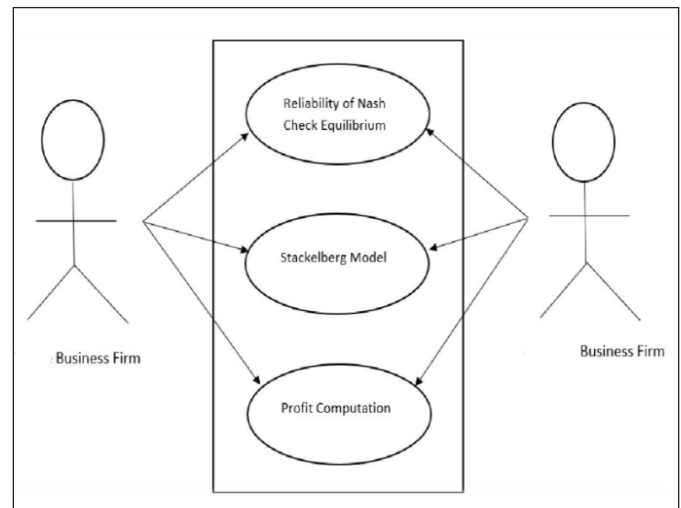 Reliability of Nash
Check Equilibrium
Stackelberg Model
Business Firm
Business Firm
Profit Computation